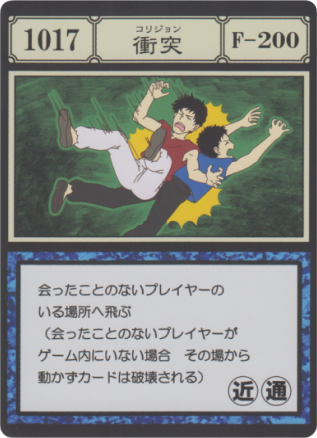 1017
コリジョン
衝突
F-200
会ったことのないプレイヤーの
いる場所へ飛ぶ
（会ったことのないプレイヤーが
ゲーム内にいない場合　その場から
動かずカードは破壊される）
近 通